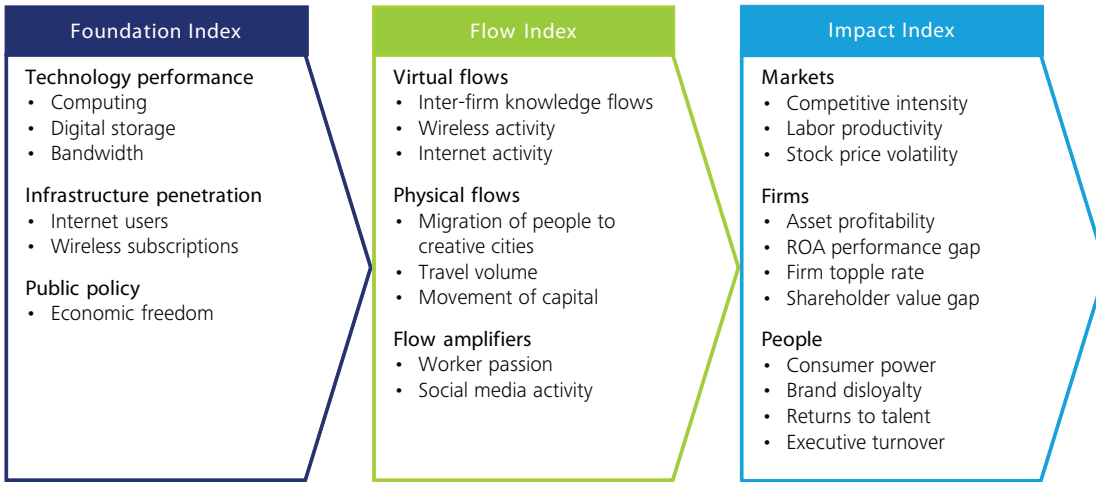 Foundation Index
Technology performance
• Computing
• Digital storage
• Bandwidth
Infrastructure penetration
• Internet users
• Wireless subscriptions
Public policy
• Economic freedom
Flow Index
Virtual flows
• Inter-firm knowledge flows
• Wireless activity
• Internet activity
Physical flows
• Migration of people to
creative cities
• Travel volume
• Movement of capital
Flow amplifiers
• Worker passion
• Social media activity
Impact Index
Markets
• Competitive intensity
• Labor productivity
• Stock price volatility
Firms
• Asset profitability
• ROA performance gap
• Firm topple rate
• Shareholder value gap
People
• Consumer power
• Brand disloyalty
• Returns to talent
• Executive turnover